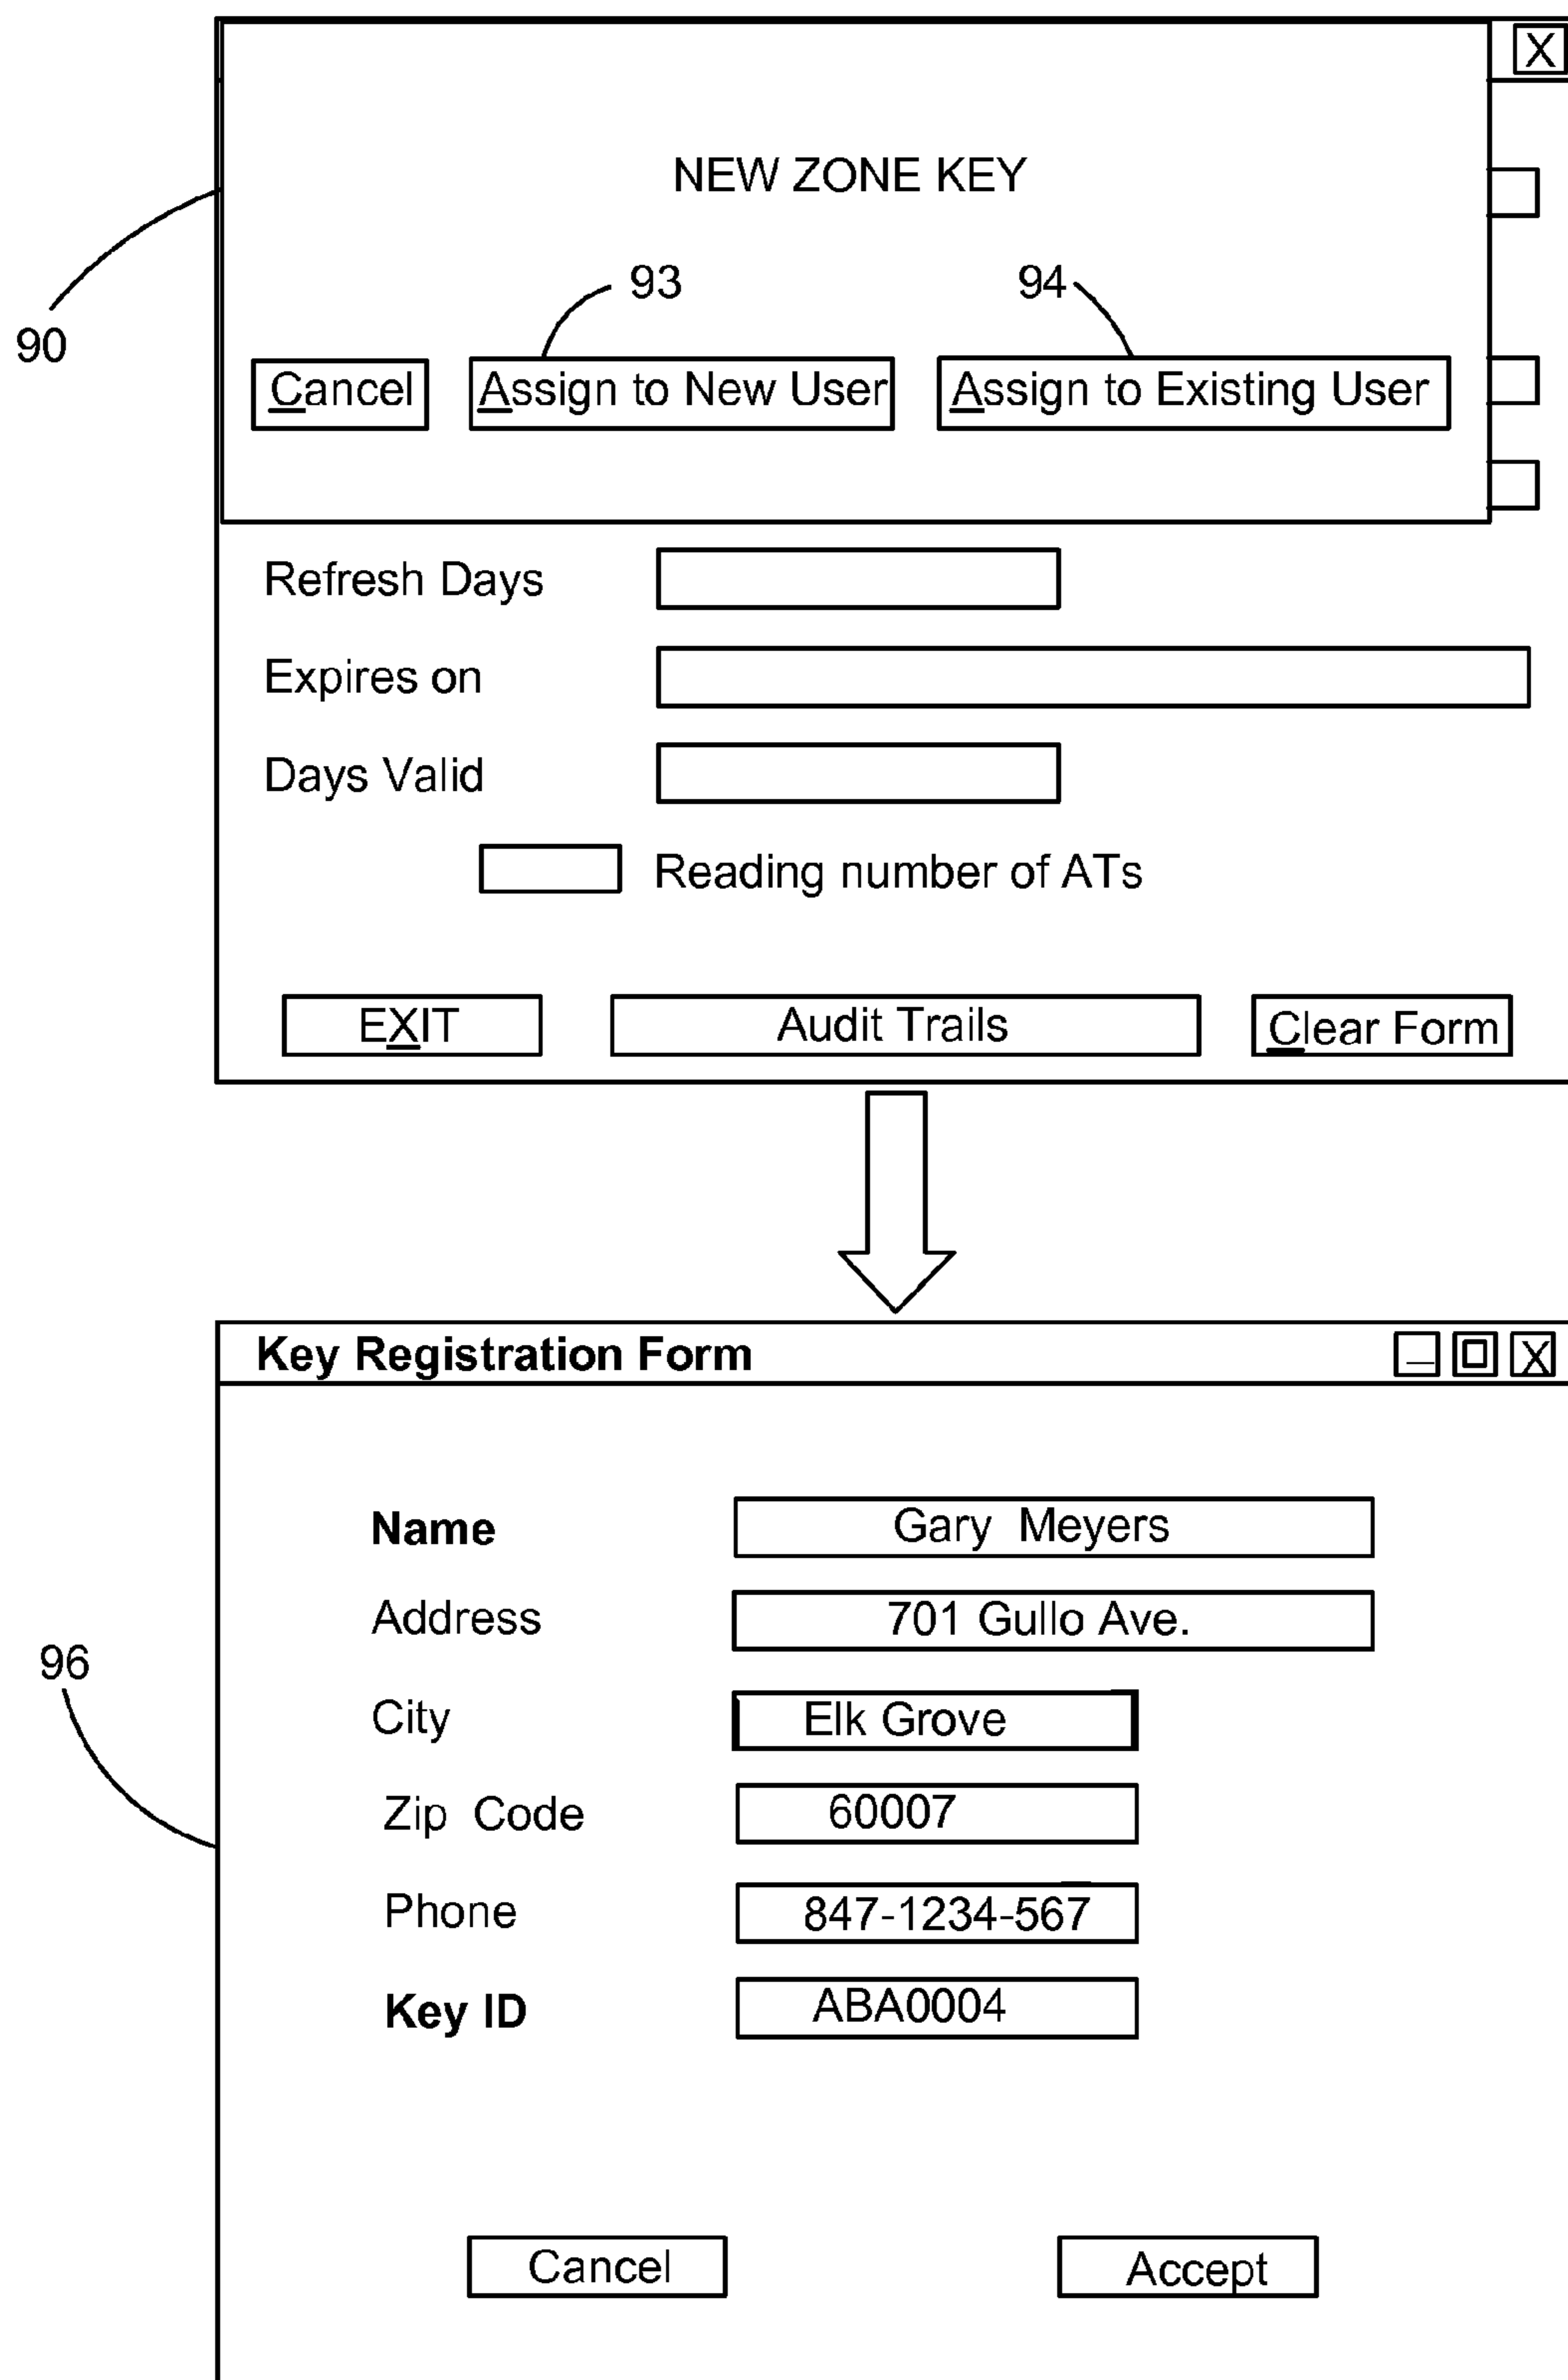 X
NEW ZONE KEY
93 94
90
Cancel Assign to New User Assign to Existing User
Refresh Days
Expires on
Days Valid
Reading number of ATs
EXIT Audit Trails Clear Form
Key Registration Form X
Name Gary Meyers
Address 701 Gullo Ave.
96
City Elk Grove
Zip Code 60007
Phone 847-1234-567
Key ID ABA0004
Cancel Accept